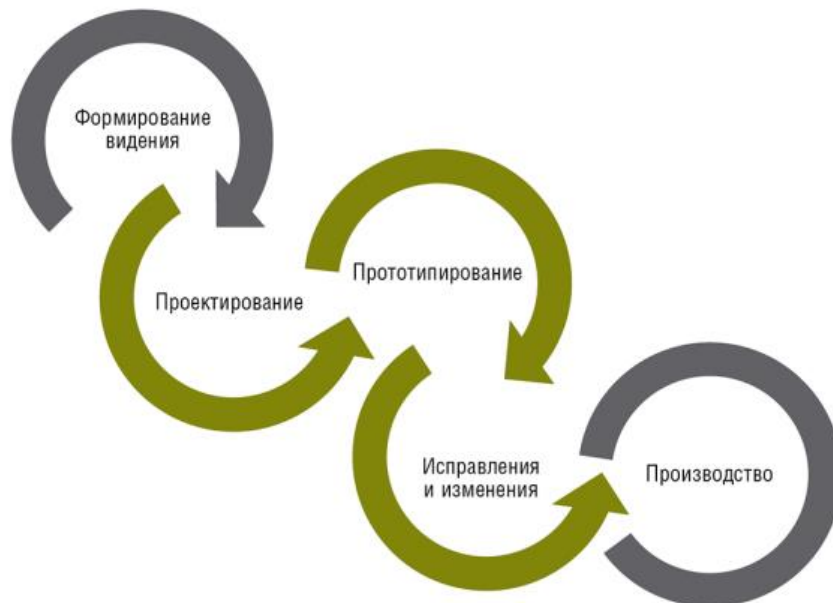 Формирование
видения
Проектирование
Прототипирование
Исправления
и изменения
Производство